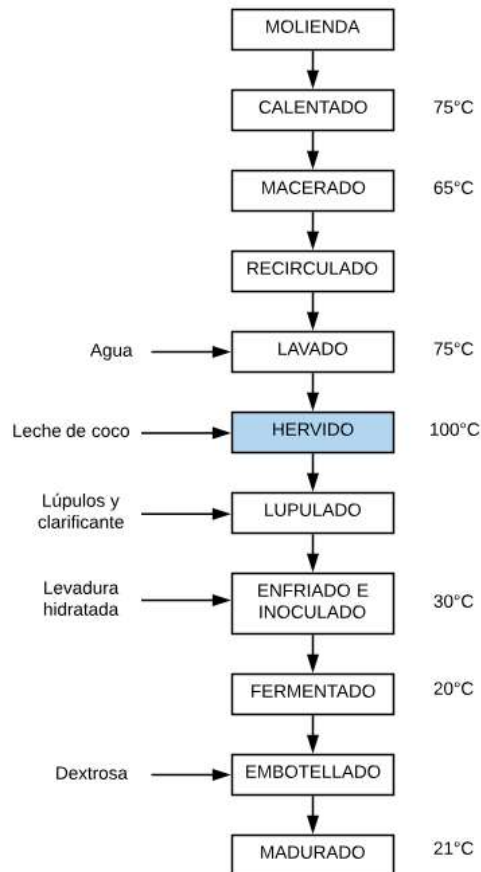 MOLIENDA
CALENTADO 75°C
MACERADO 65°C
RECIRCULADO
Agua LAVADO 75°C
Leche de coco HERVIDO 100°C
Lúpulos y
clarificante
LUPULADO
Levadura
hidratada
ENFRIADO E
INOCULADO
30°C
FERMENTADO 20°C
Dextrosa EMBOTELLADO
MADURADO 21°C